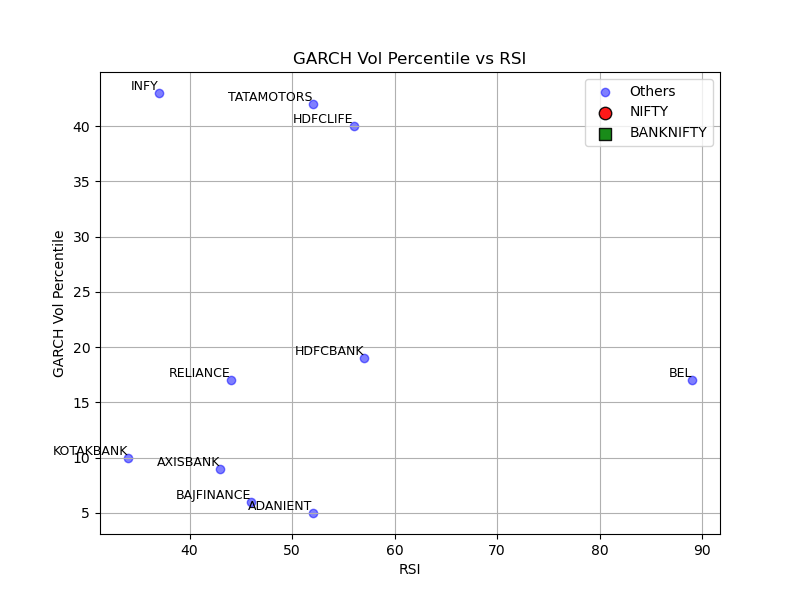 GARCH Vol Percentile vs RSI
INFY
TATAMOTORS
HDFCLIFE
Others
NIFTY
BANKNIFTY
HDFCBANK
RELIANCE
BEL
KOTAKBANK
AXISBANK
BAJFINANCE
ADANIENT
GARCH Vol Percentile
40
35
30
25
20
15
10
5
40 50 60 70 80 90
RSI